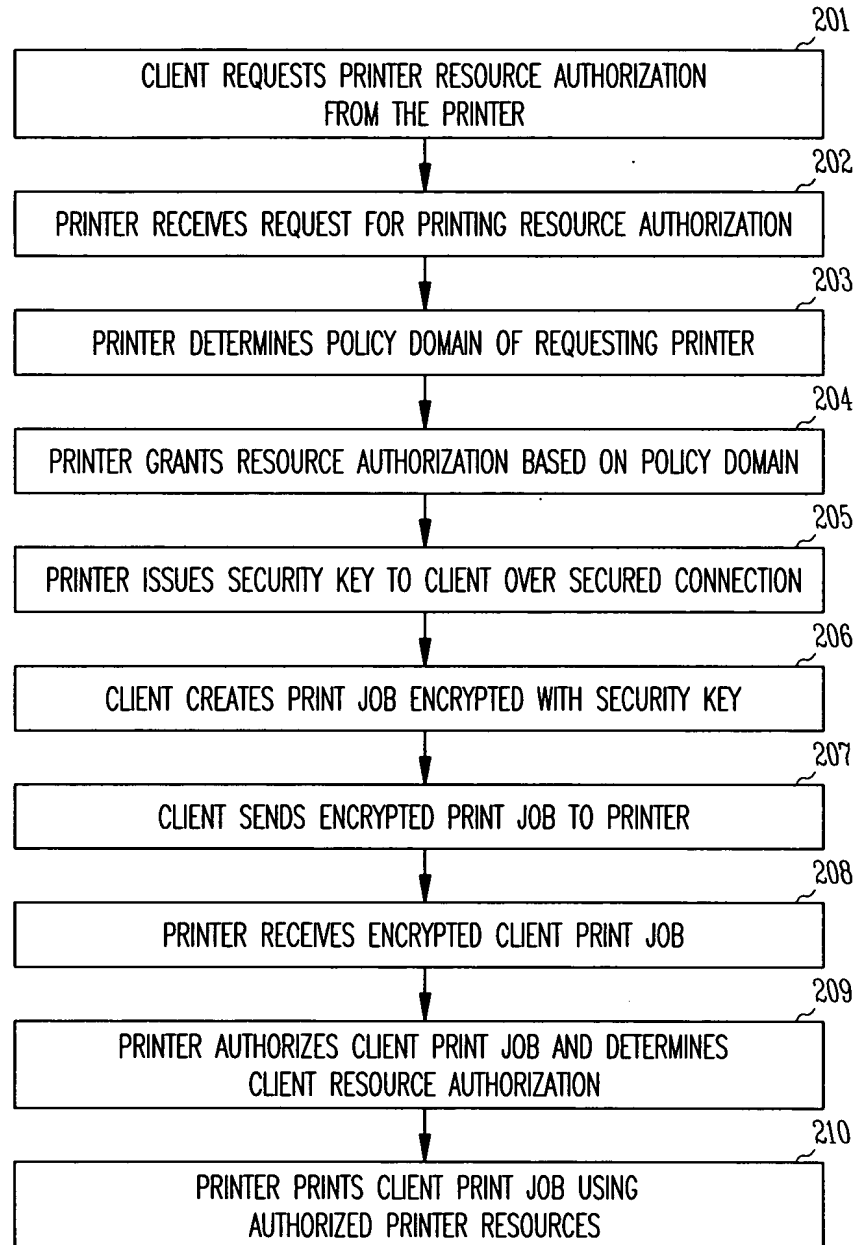 201
CLIENT REQUESTS PRINTER RESOURCE AUTHORIZATION
FROM THE PRINTER
202
PRINTER RECEIVES REQUEST FOR PRINTING RESOURCE AUTHORIZATION
203
PRINTER DETERMINES POLICY DOMAIN OF REQUESTING PRINTER
204
PRINTER GRANTS RESOURCE AUTHORIZATION BASED ON POLICY DOMAIN
205
PRINTER ISSUES SECURITY KEY TO CLIENT OVER SECURED CONNECTION
206
CLIENT CREATES PRINT JOB ENCRYPTED WITH SECURITY KEY
207
CLIENT SENDS ENCRYPTED PRINT JOB TO PRINTER
208
PRINTER RECEIVES ENCRYPTED CLIENT PRINT JOB
209
PRINTER AUTHORIZES CLIENT PRINT JOB AND DETERMINES
CLIENT RESOURCE AUTHORIZATION
210
PRINTER PRINTS CLIENT PRINT JOB USING
AUTHORIZED PRINTER RESOURCES